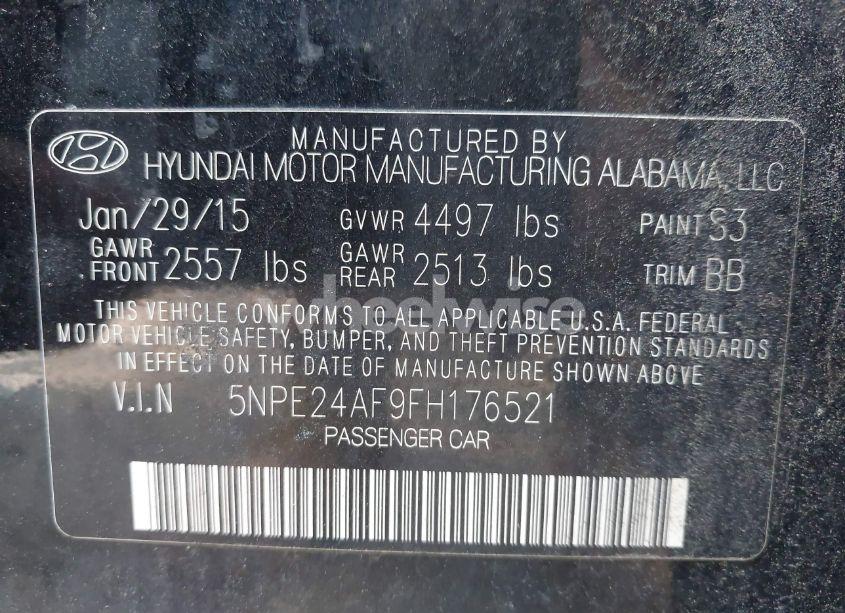 MANUFACTURED BY
HYUNDAI MOTOR MANUFACTURING ALABAMA, LLC
Jan/29/15 GVWR 4497 lbs PAINT S3
GAWR FRONT 2557 lbs GAWR REAR 2513 lbs TRIM BB
THIS VEHICLE CONFORMS TO ALL APPLICABLE U.S.A. FEDERAL
MOTOR VEHICLE SAFETY, BUMPER, AND THEFT PREVENTION STANDARDS
IN EFFECT ON THE DATE OF MANUFACTURE SHOWN ABOVE
V.I.N 5NPE24AF9FH176521
PASSENGER CAR
wheelwise